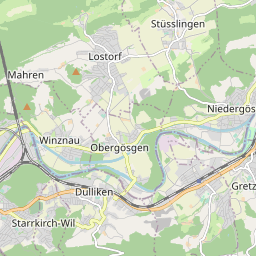 Stüsslingen
Lostorf
Mahren
Niedergös
Winznau
Obergösgen
Gretz
Dulliken
Starrkirch-Wil